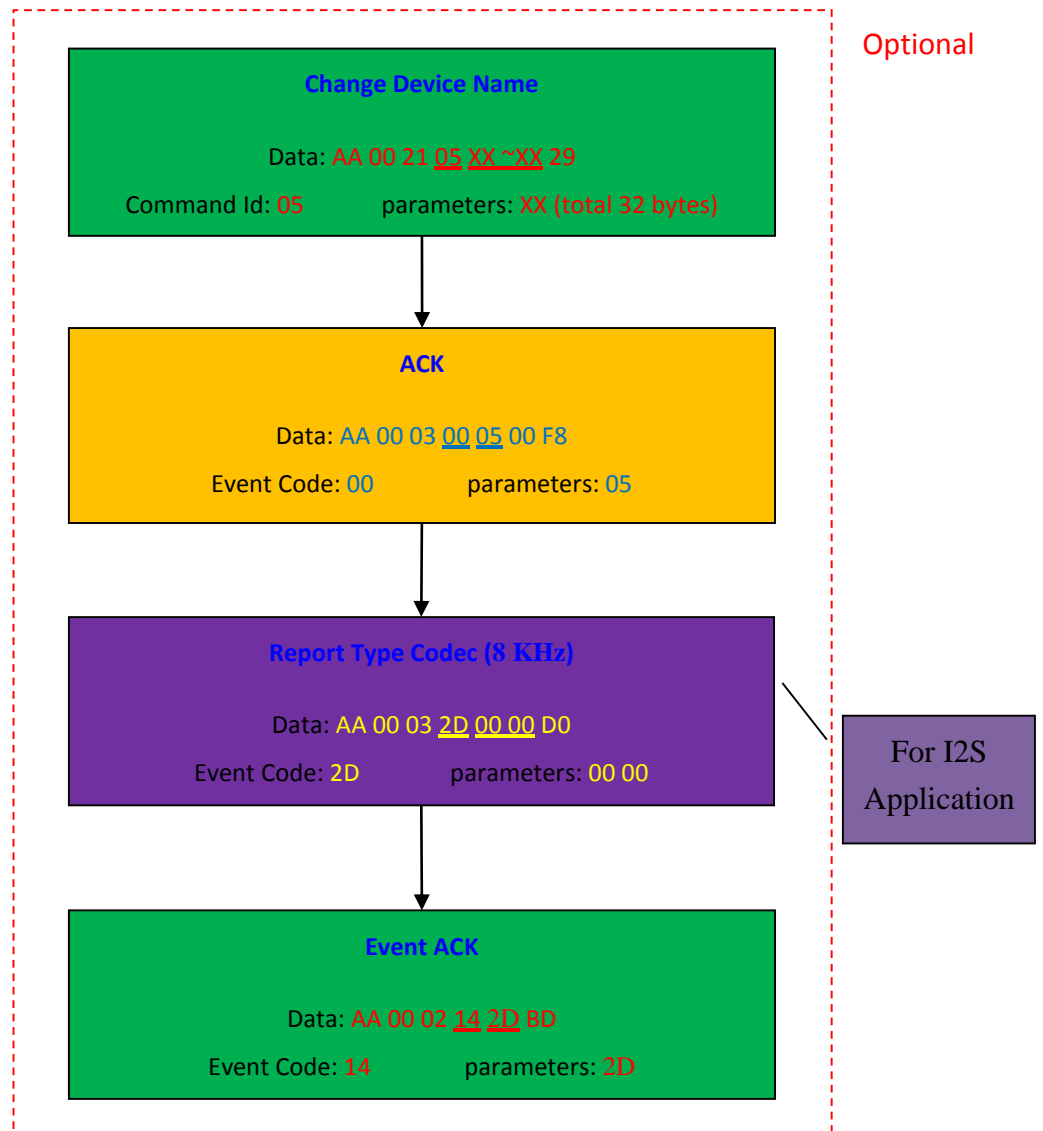 Optional
Change Device Name
Data: AA 00 21 05 XX ~XX 29
Command Id: 05 parameters: XX (total 32 bytes)
ACK
Data: AA 00 03 00 05 00 F8
Event Code: 00 parameters: 05
Report Type Codec (8 KHz)
Data: AA 00 03 2D 00 00 D0
Event Code: 2D parameters: 00 00
For I2S
Application
Event ACK
Data: AA 00 02 14 2D BD
Event Code: 14 parameters: 2D